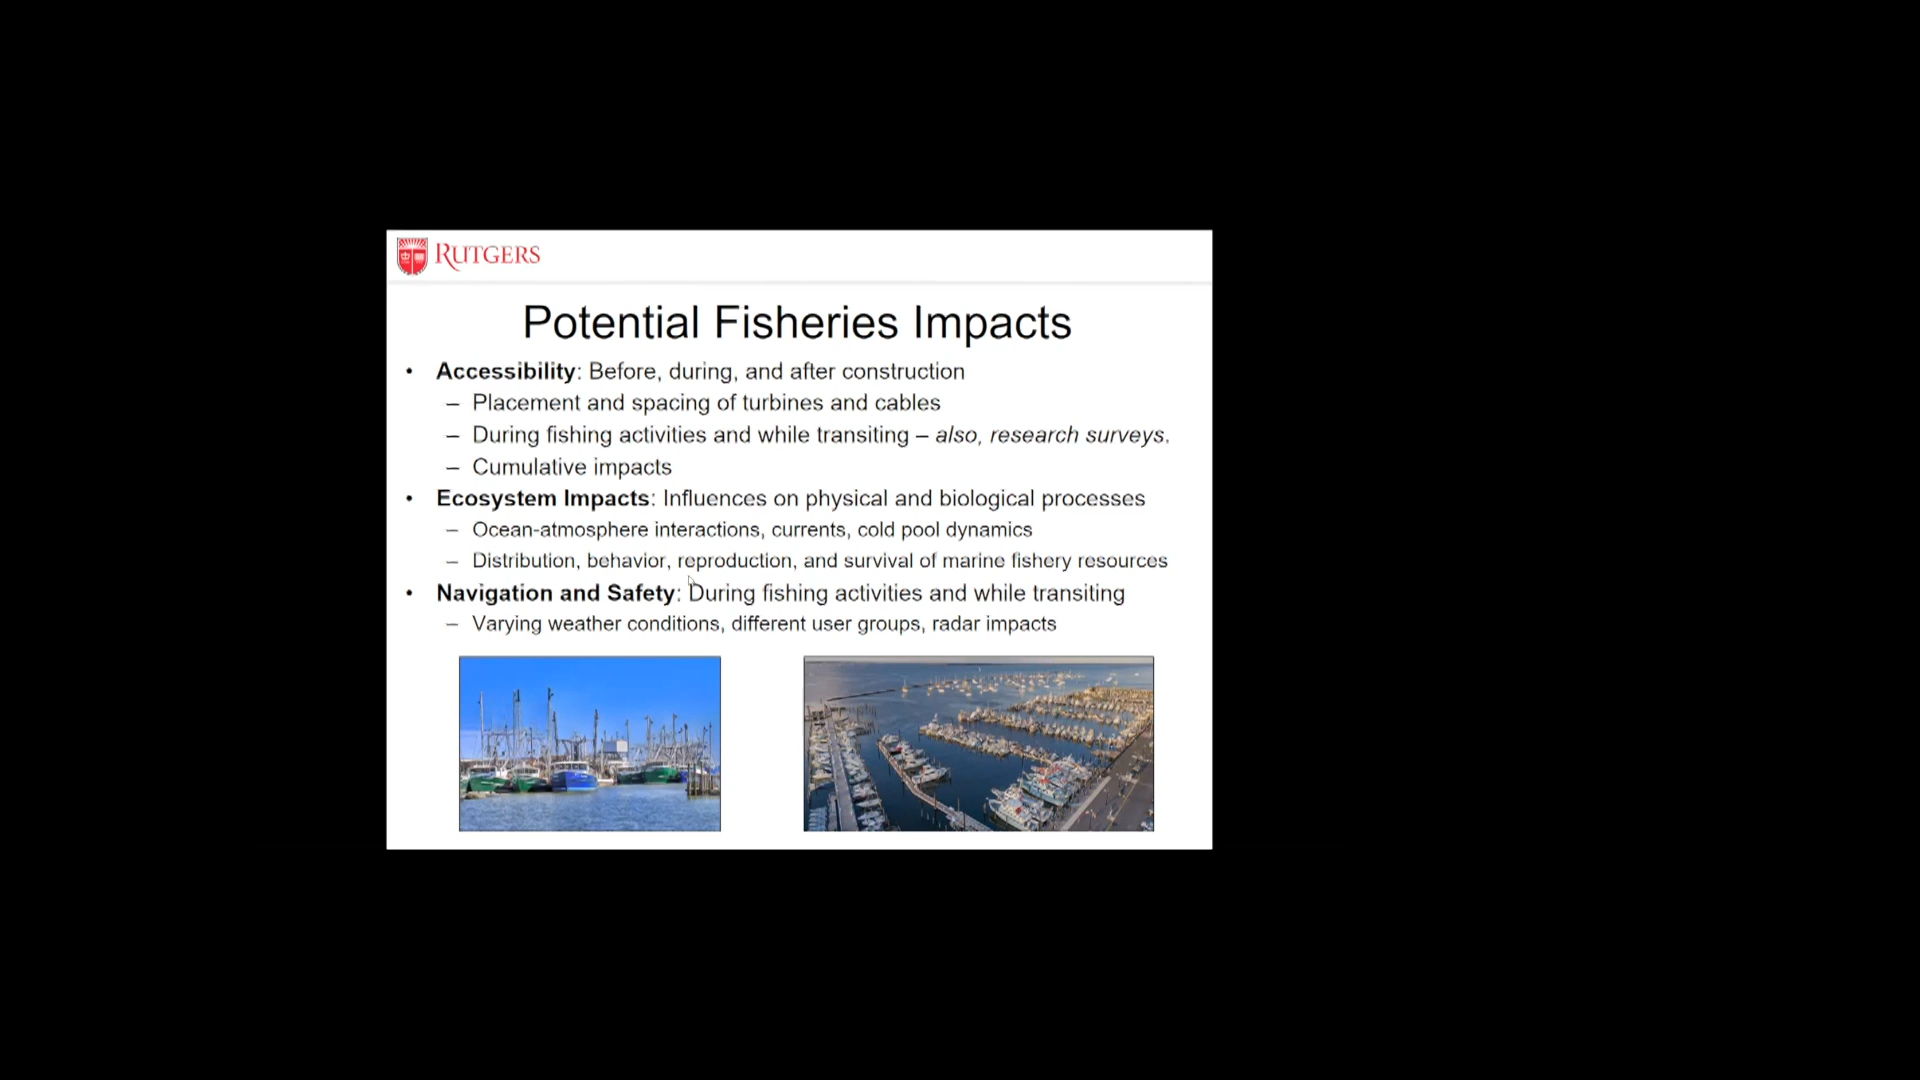 RUTGERS
Potential Fisheries Impacts
• Accessibility: Before, during, and after construction
– Placement and spacing of turbines and cables
– During fishing activities and while transiting – also, research surveys.
– Cumulative impacts
• Ecosystem Impacts: Influences on physical and biological processes
– Ocean-atmosphere interactions, currents, cold pool dynamics
– Distribution, behavior, reproduction, and survival of marine fishery resources
• Navigation and Safety: During fishing activities and while transiting
– Varying weather conditions, different user groups, radar impacts